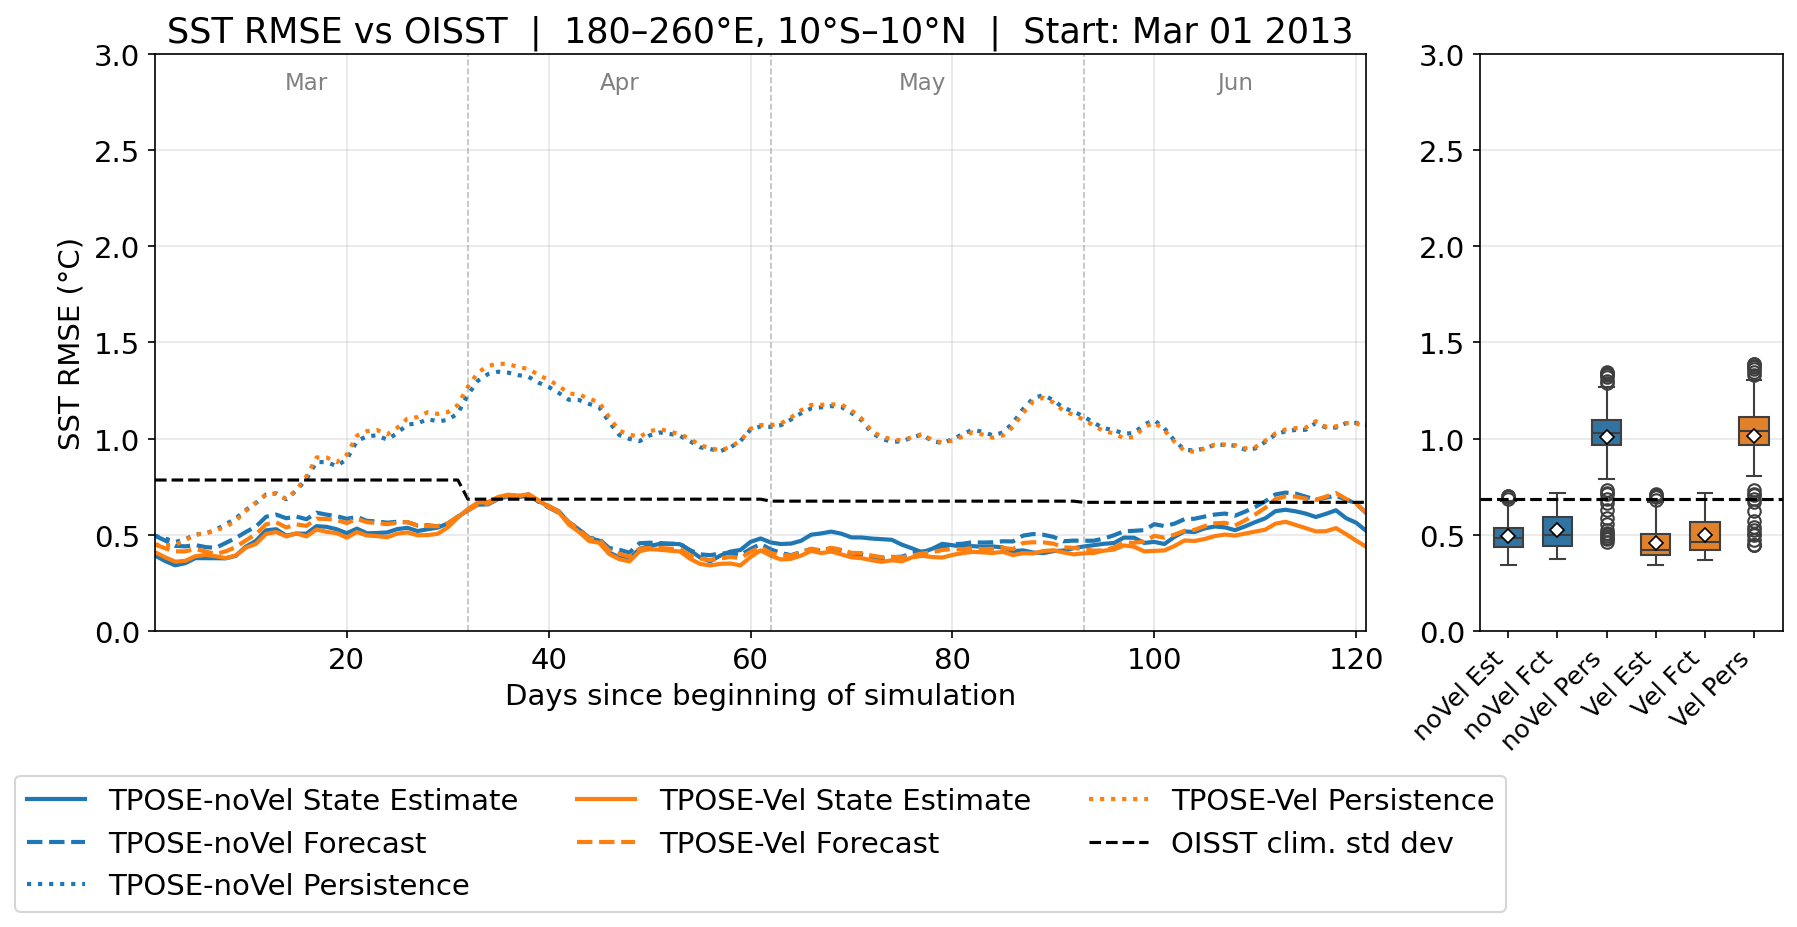 SST RMSE vs OISST | 180–260°E, 10°S–10°N | Start: Mar 01 2013
3.0
2.5
2.0
1.5
1.0
0.5
0.0
SST RMSE (°C)
Mar
Apr
May
Jun
20
40
60
80
100
120
Days since beginning of simulation
3.0
2.5
2.0
1.5
1.0
0.5
0.0
noVel Est
noVel Fct
noVel Pers
Vel Est
Vel Fct
Vel Pers
TPOSE-noVel State Estimate
TPOSE-noVel Forecast
TPOSE-noVel Persistence
TPOSE-Vel State Estimate
TPOSE-Vel Forecast
TPOSE-Vel Persistence
OISST clim. std dev